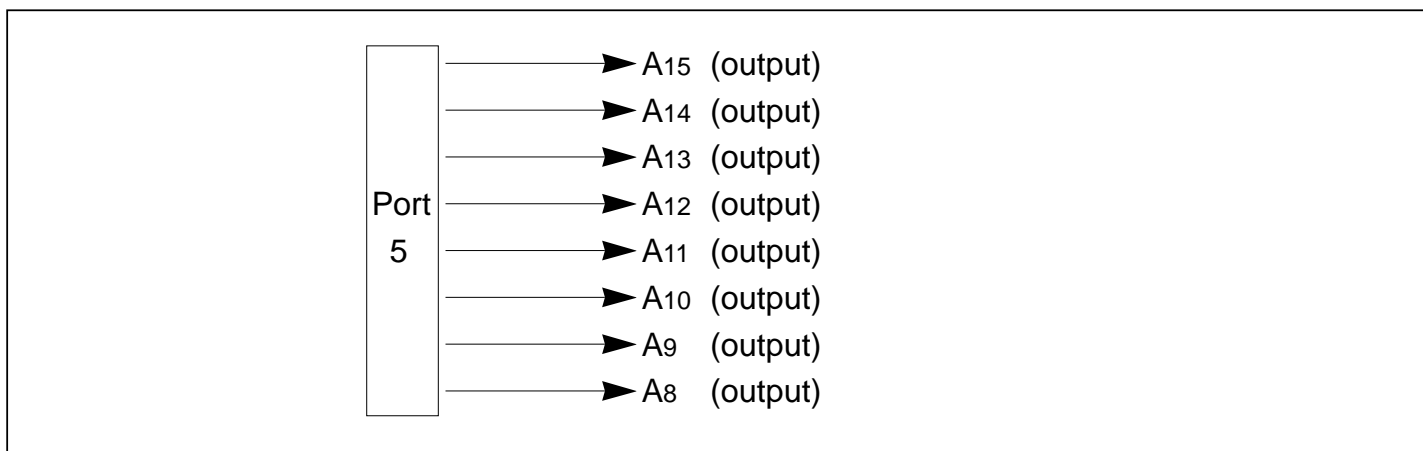 A15 (output)
A14 (output)
A13 (output)
Port
5
A12 (output)
A11 (output)
A10 (output)
A9 (output)
A8 (output)